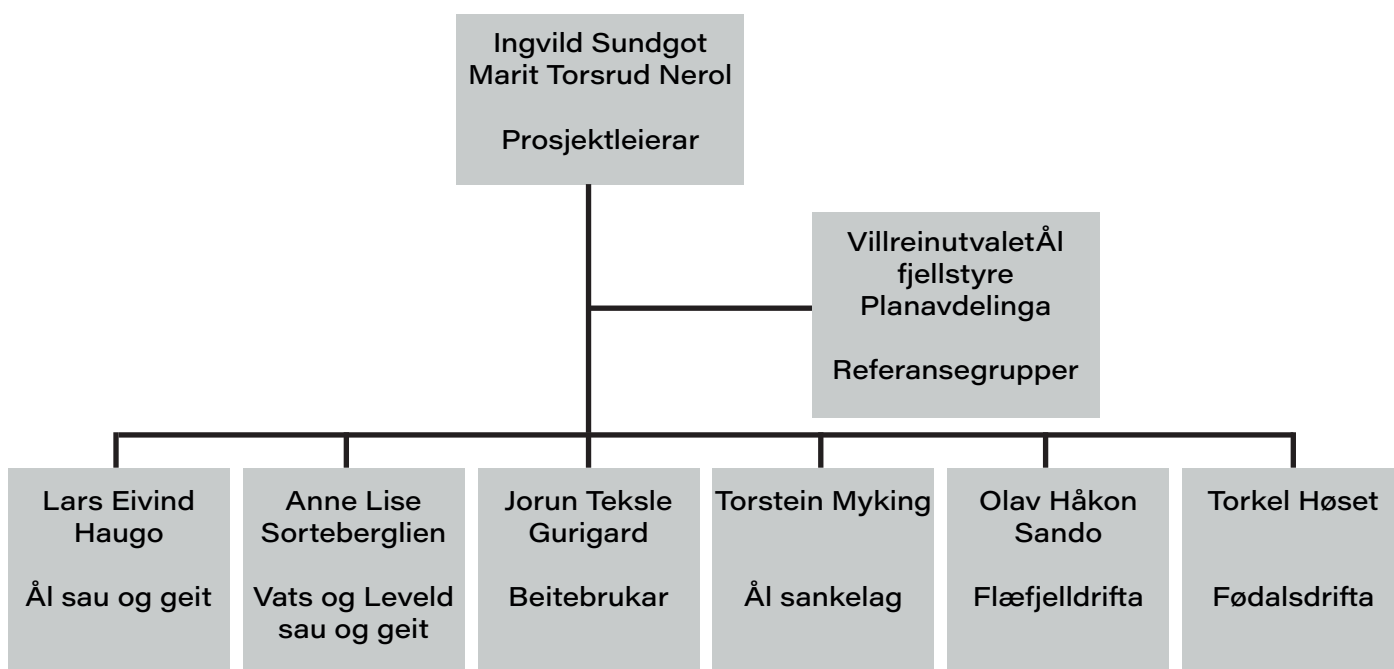 Ingvild Sundgot
Marit Torsrud Nerol
Prosjektleierar
VillreinutvaletÅl
fjellstyre
Planavdelinga
Referansegrupper
Lars Eivind
Haugo
Ål sau og geit
Anne Lise
Sorteberglien
Vats og Leveld
sau og geit
Jorun Teksle
Gurigard
Beitebrukar
Torstein Myking
Ål sankelag
Olav Håkon
Sando
Flæfjelldrifta
Torkel Høset
Fødalsdrifta